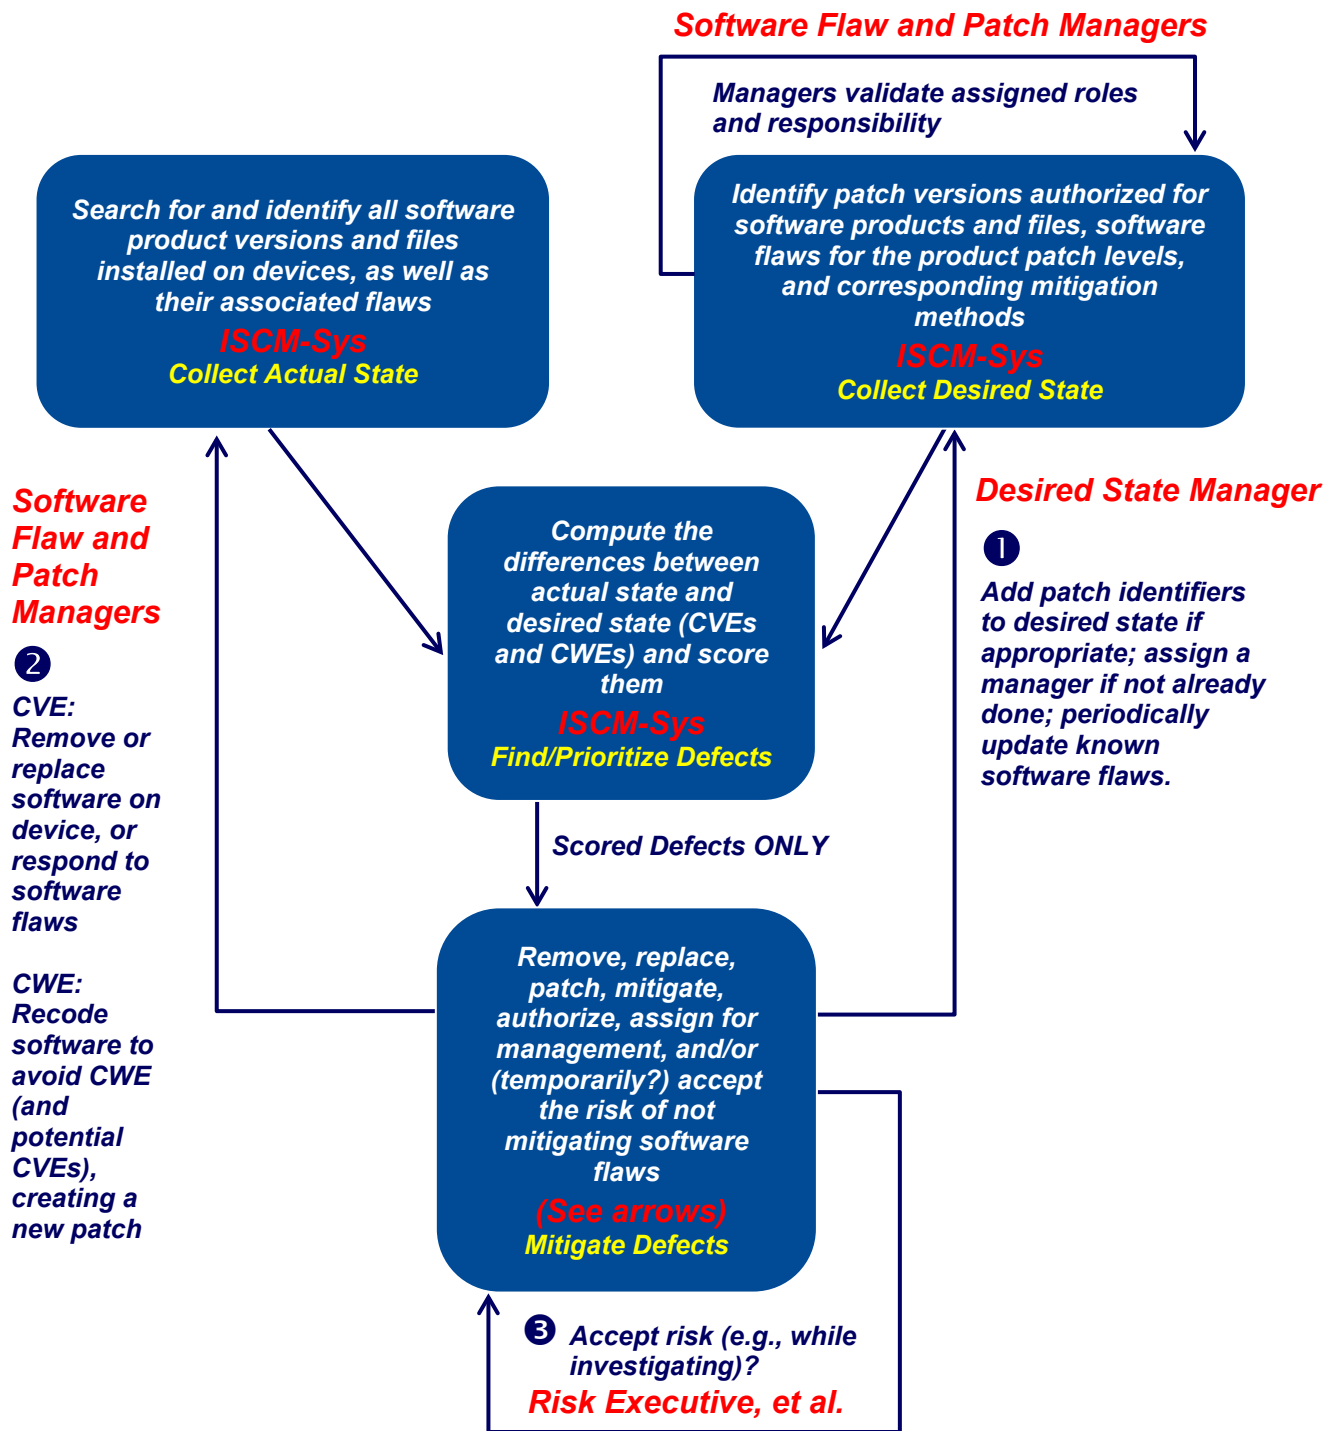 Software Flaw and Patch Managers
Managers validate assigned roles
and responsibility
Search for and identify all software
product versions and files
installed on devices, as well as
their associated flaws
ISCM-Sys
Collect Actual State
Identify patch versions authorized for
software products and files, software
flaws for the product patch levels,
and corresponding mitigation
methods
ISCM-Sys
Collect Desired State
Software
Flaw and
Patch
Managers
2
CVE:
Remove or
replace
software on
device, or
respond to
software
flaws
CWE:
Recode
software to
avoid CWE
(and
potential
CVEs),
creating a
new patch
Compute the
differences between
actual state and
desired state (CVEs
and CWEs) and score
them
ISCM-Sys
Find/Prioritize Defects
Desired State Manager
1
Add patch identifiers
to desired state if
appropriate; assign a
manager if not already
done; periodically
update known
software flaws.
Scored Defects ONLY
Remove, replace,
patch, mitigate,
authorize, assign for
management, and/or
(temporarily?) accept
the risk of not
mitigating software
flaws
(See arrows)
Mitigate Defects
3 Accept risk (e.g., while
investigating)?
Risk Executive, et al.